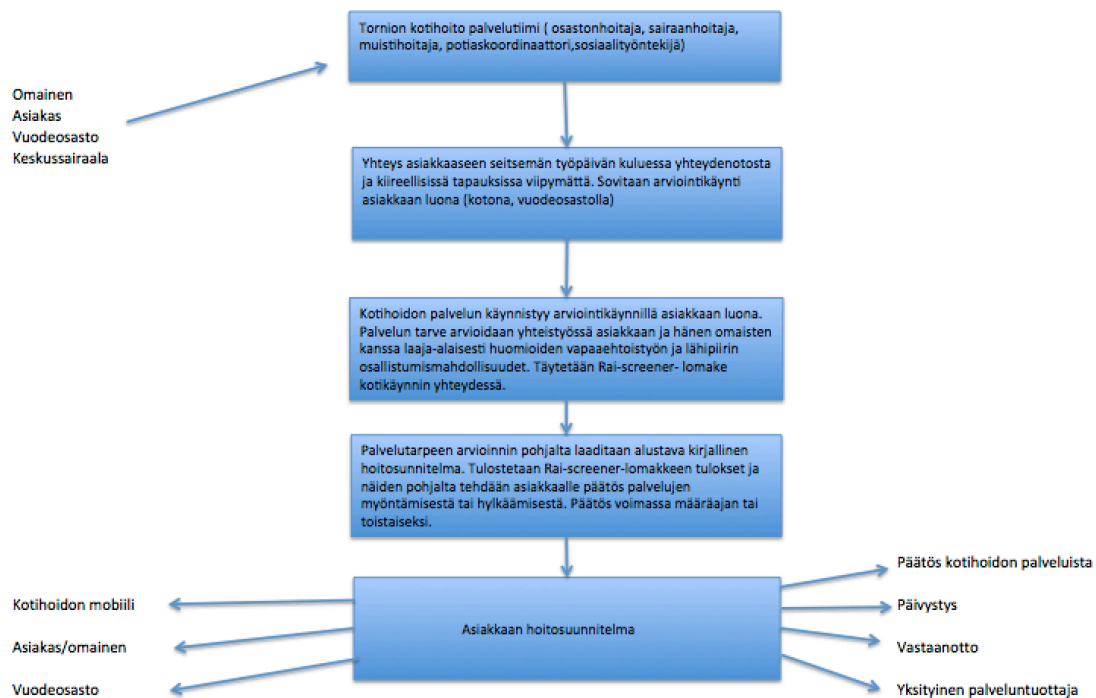 Tornion kotihoito palvelutiimi ( osastonhoitaja, sairaanhoitaja,
muistihoitaja, potiaskoordinaattori,sosiaalityöntekijä)
Omainen
Asiakas
Vuodeosasto
Keskussairaala
Yhteys asiakkaaseen seitsemän työpäivän kuluessa yhteydenotosta
ja kiireellisissä tapauksissa viipymättä. Sovitaan arviointikäynti
asiakkaan luona (kotona, vuodeosastolla)
Kotihoidon palvelun käynnistyy arviointikäynnillä asiakkaan luona.
Palvelun tarve arvioidaan yhteistyössä asiakkaan ja hänen omaisten
kanssa laaja-alaisesti huomioiden vapaaehtoistyön ja lähipiirin
osallistumismahdollisuudet. Täytetään Rai-screener- lomake
kotikäynnin yhteydessä.
Palvelutarpeen arvioinnin pohjalta laaditaan alustava kirjallinen
hoitosunnitelma. Tulostetaan Rai-screener-lomakkeen tulokset ja
näiden pohjalta tehdään asiakkaalle päätös palvelujen
myöntämisestä tai hylkäämisestä. Päätös voimassa määräajan tai
toistaiseksi.
Asiakkaan hoitosuunnitelma
Kotihoidon mobiili
Asiakas/omainen
Vuodeosasto
Päätös kotihoidon palveluista
Päivystys
Vastaanotto
Yksityinen palveluntuottaja